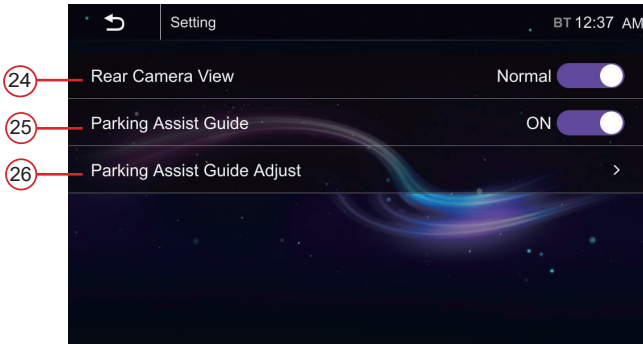 Setting BT 12:37 AM
24 Rear Camera View Normal
25 Parking Assist Guide ON
26 Parking Assist Guide Adjust >